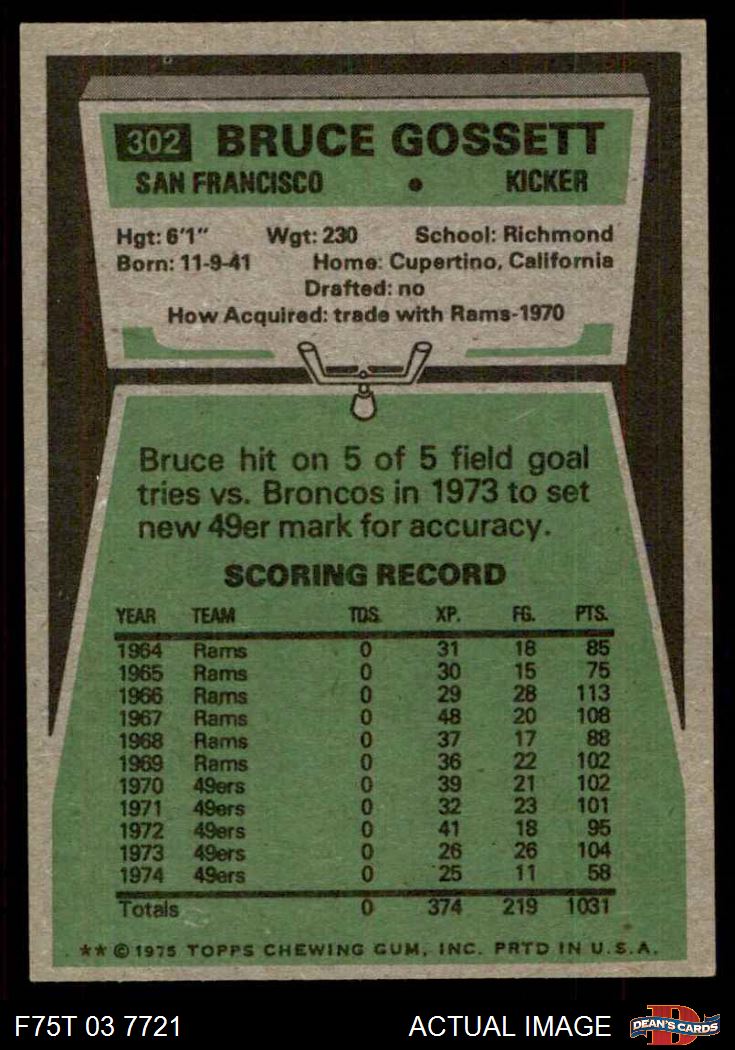 302 BRUCE GOSSETT
SAN FRANCISCO • KICKER
Hgt: 6'1" Wgt: 230 School: Richmond
Born: 11-9-41 Home: Cupertino, California
Drafted: no
How Acquired: trade with Rams-1970
Bruce hit on 5 of 5 field goal
tries vs. Broncos in 1973 to set
new 49er mark for accuracy.
SCORING RECORD
YEAR TEAM TDS. XP. FG. PTS.
1964 Rams 0 31 18 85
1965 Rams 0 30 15 75
1966 Rams 0 29 28 113
1967 Rams 0 48 20 108
1968 Rams 0 37 17 88
1969 Rams 0 36 22 102
1970 49ers 0 39 21 102
1971 49ers 0 32 23 101
1972 49ers 0 41 18 95
1973 49ers 0 26 26 104
1974 49ers 0 25 11 58
Totals 0 374 219 1031
** © 1975 TOPPS CHEWING GUM, INC. PRTD IN U.S.A.
F75T 03 7721 ACTUAL IMAGE D DEAN'S CARDS